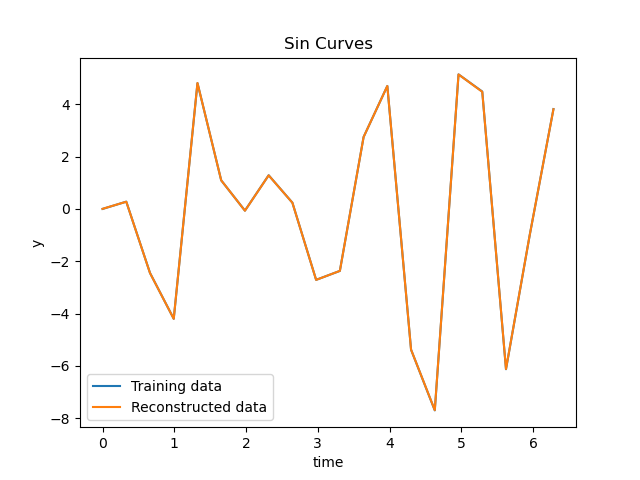 Sin Curves
4
2
0
−2
−4
−6
−8
y
Training data
Reconstructed data
0 1 2 3 4 5 6
time